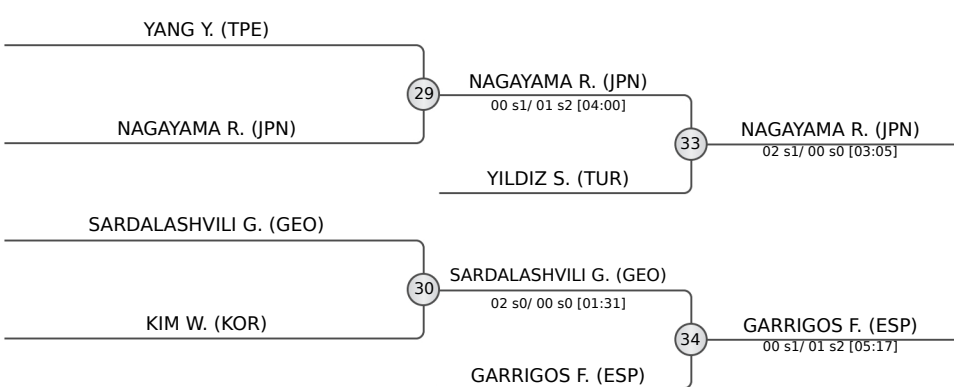 YANG Y. (TPE)
29
NAGAYAMA R. (JPN)
00 s1/ 01 s2 [04:00]
NAGAYAMA R. (JPN)
33
NAGAYAMA R. (JPN)
02 s1/ 00 s0 [03:05]
YILDIZ S. (TUR)
SARDALASHVILI G. (GEO)
30
SARDALASHVILI G. (GEO)
02 s0/ 00 s0 [01:31]
KIM W. (KOR)
34
GARRIGOS F. (ESP)
00 s1/ 01 s2 [05:17]
GARRIGOS F. (ESP)